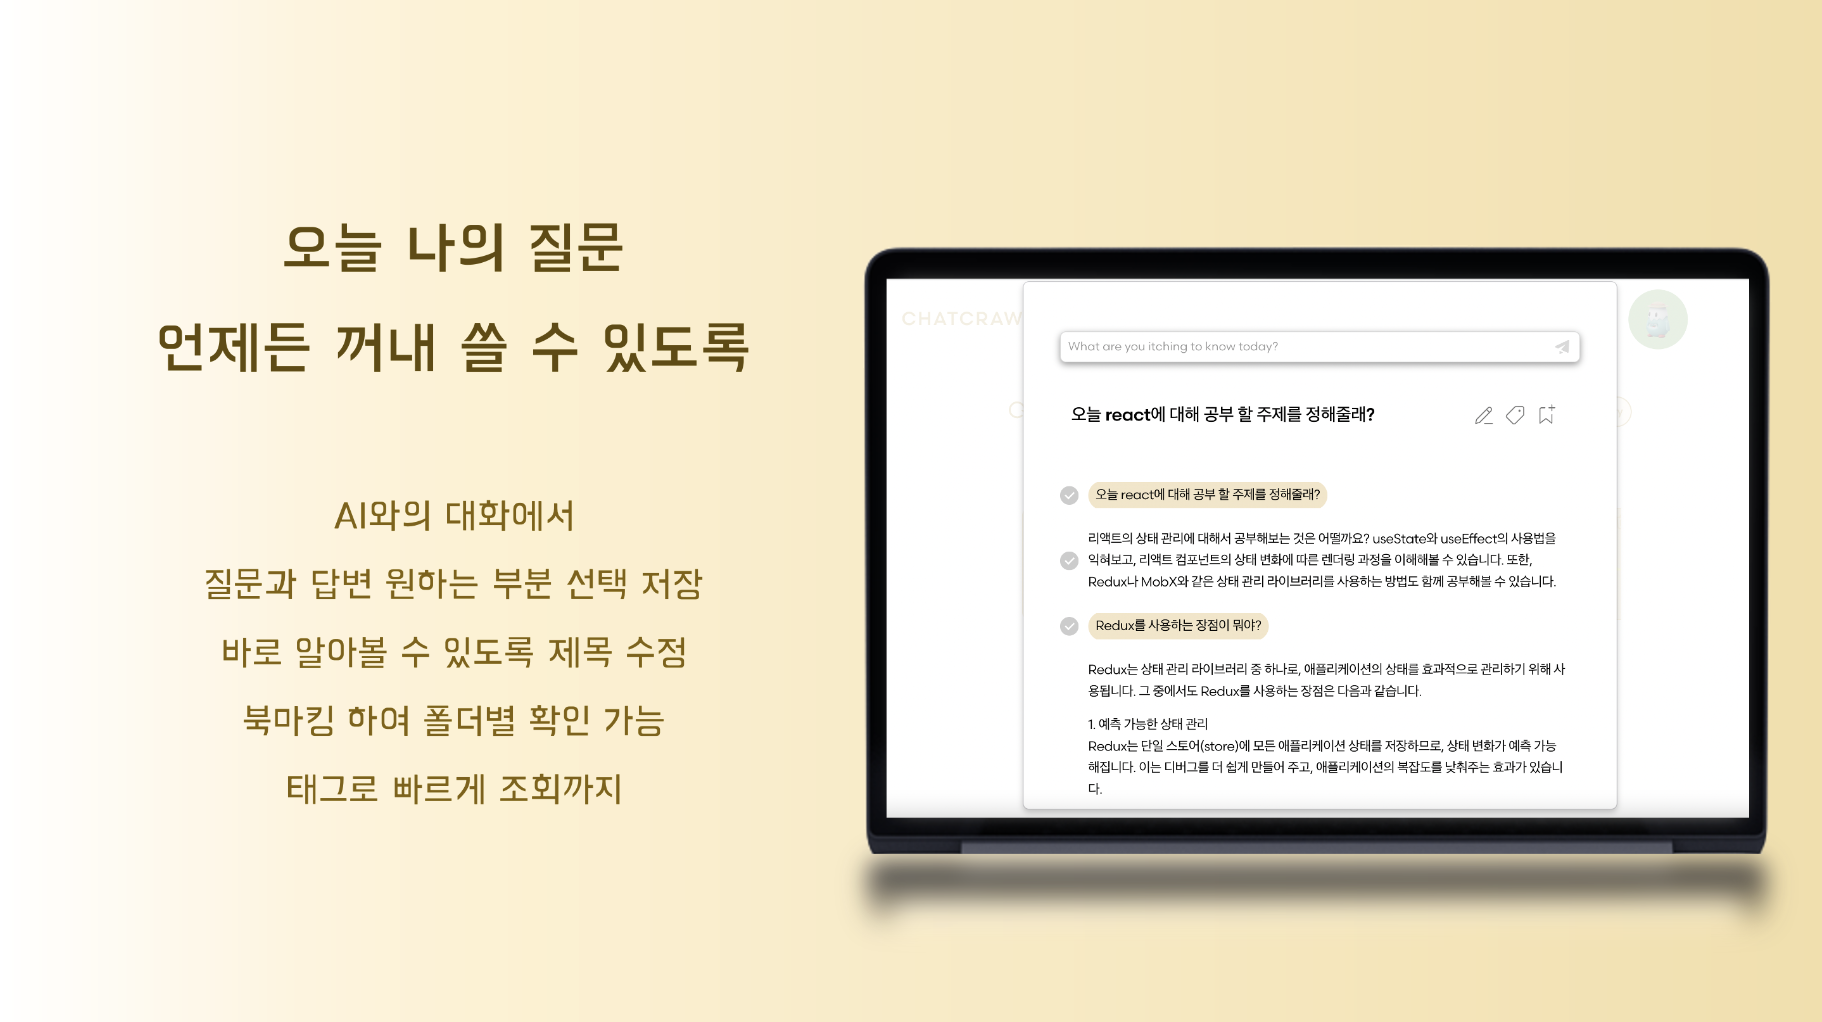 오늘 나의 질문
언제든 꺼내 쓸 수 있도록
AI와의 대화에서
질문과 답변 원하는 부분 선택 저장
바로 알아볼 수 있도록 제목 수정
북마킹 하여 폴더별 확인 가능
태그로 빠르게 조회까지
CHATCRAW
What are you itching to know today?
오늘 react에 대해 공부 할 주제를 정해줄래?
오늘 react에 대해 공부 할 주제를 정해줄래?
리액트의 상태 관리에 대해서 공부해보는 것은 어떨까요? useState와 useEffect의 사용법을
익혀보고, 리액트 컴포넌트의 상태 변화에 따른 렌더링 과정을 이해해볼 수 있습니다. 또한,
Redux나 MobX와 같은 상태 관리 라이브러리를 사용하는 방법도 함께 공부해볼 수 있습니다.
Redux를 사용하는 장점이 뭐야?
Redux는 상태 관리 라이브러리 중 하나로, 애플리케이션의 상태를 효과적으로 관리하기 위해 사
용됩니다. 그 중에서도 Redux를 사용하는 장점은 다음과 같습니다.
1. 예측 가능한 상태 관리
Redux는 단일 스토어(store)에 모든 애플리케이션 상태를 저장하므로, 상태 변화가 예측 가능
해집니다. 이는 디버그를 더 쉽게 만들어 주고, 애플리케이션의 복잡도를 낮춰주는 효과가 있습니
다.